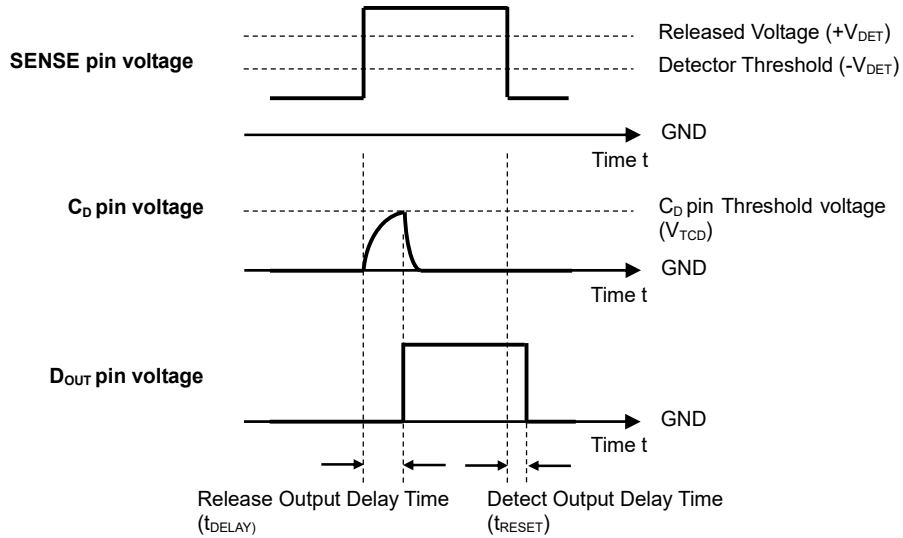 Released Voltage (+VDET)
SENSE pin voltage
Detector Threshold (-VDET)
GND
Time t
CD pin voltage
CD pin Threshold voltage
(VTCD)
GND
Time t
DOUT pin voltage
GND
Time t
Release Output Delay Time
(tDELAY)
Detect Output Delay Time
(tRESET)